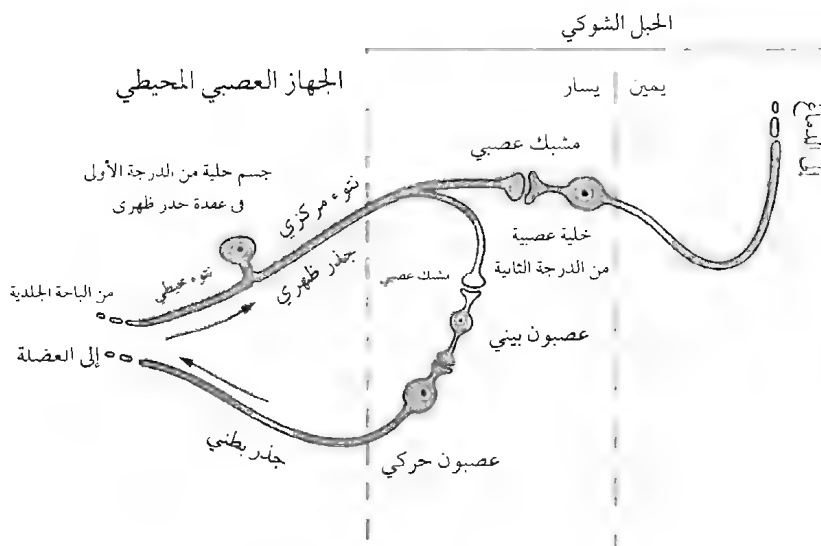 الحبل الشوكي
الجهاز العصبي المحيطي
يسار
يمين
إلى الدماغ
مشبك عصبي
جسم خلية من الدرجة الأولى
في عقدة جذر ظهري
نتوء مركزي
جذر ظهري
خلية عصبية
من الدرجة الثانية
مشبك عصبي
نتوء محيطي
من الباحة الجلدية
عصبون بيني
إلى العضلة
جذر بطني
عصبون حركي